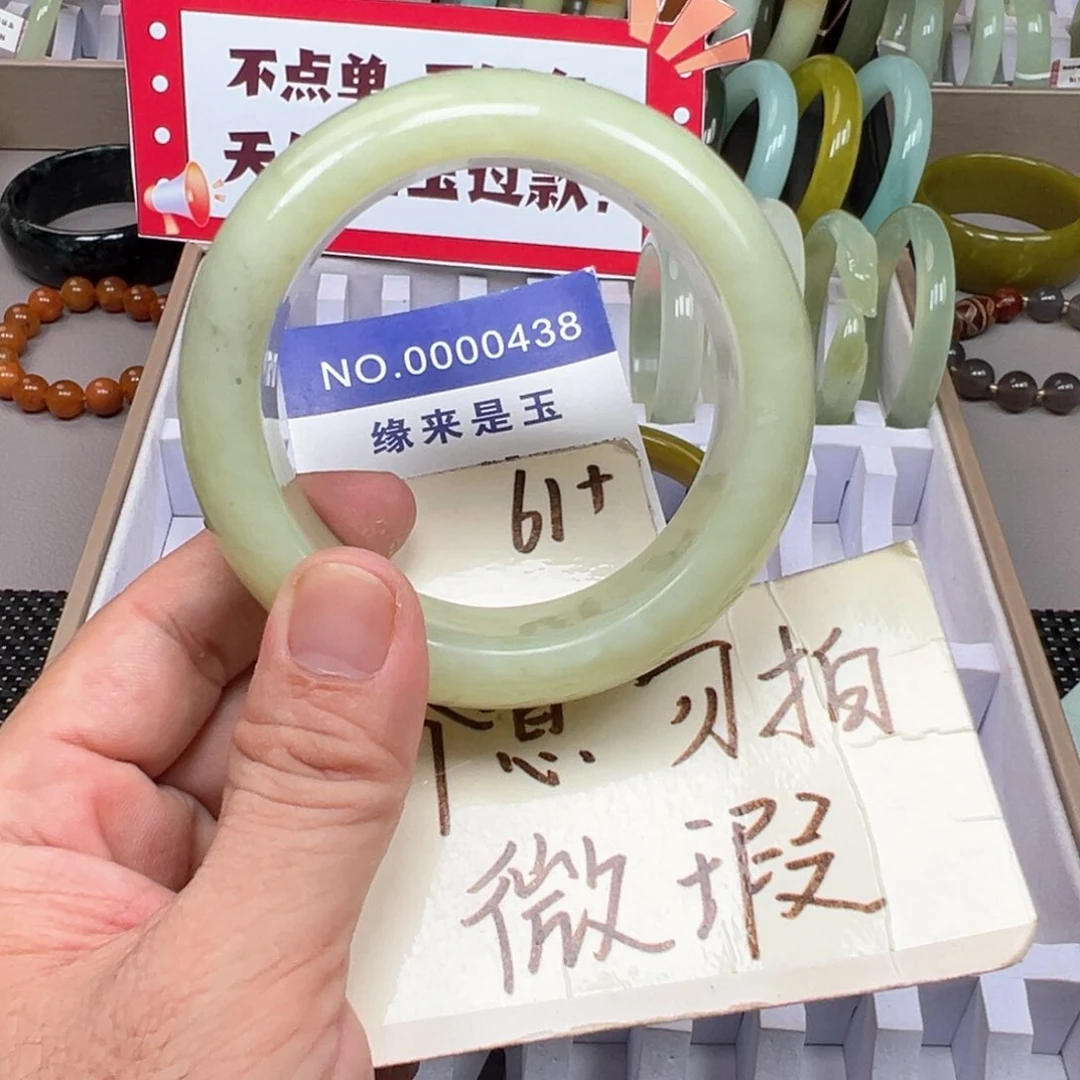 不点单
天 玉过款!
NO.0000438
缘来是玉
61+
介意勿拍
微瑕